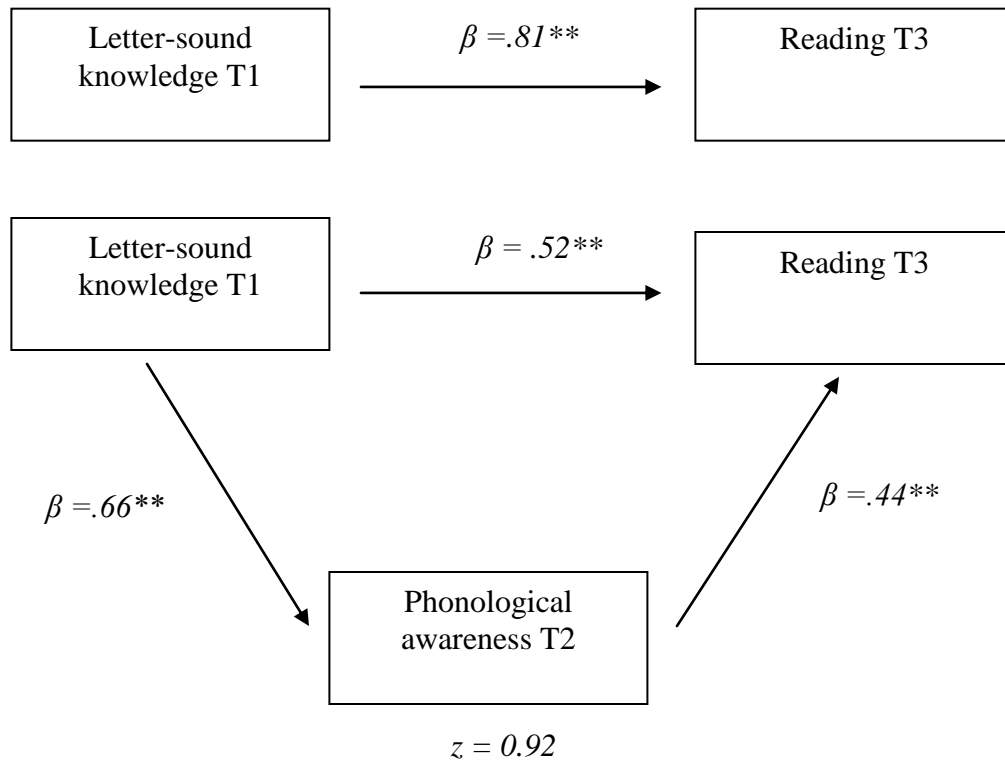 Letter-sound
knowledge T1
β =.81**
Reading T3
Letter-sound
knowledge T1
β = .52**
Reading T3
β =.66**
β =.44**
Phonological
awareness T2
z = 0.92